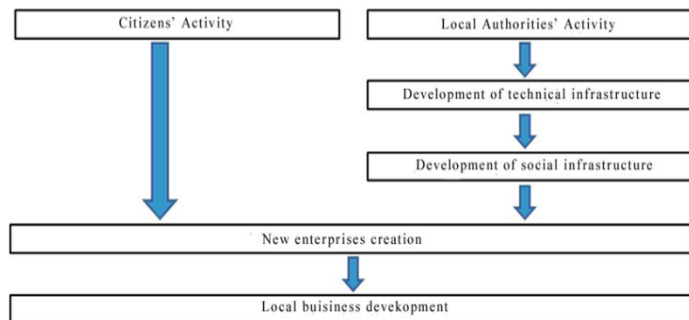 Citizens' Activity
Local Authorities' Activity
Development of technical infrastructure
Development of social infrastructure
New enterprises creation
Local buisiness devekopment